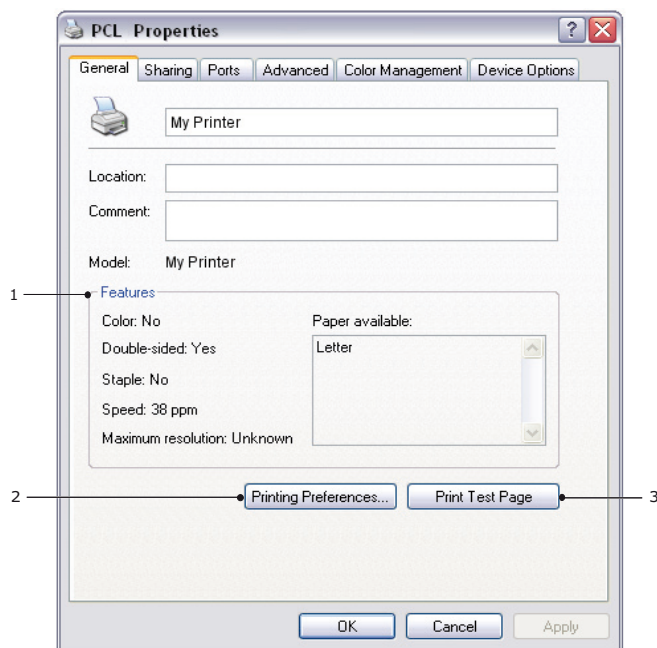 PCL Properties
General Sharing Ports Advanced Color Management Device Options
My Printer
Location:
Comment:
Model: My Printer
1 Features
Color: No Paper available:
Double-sided: Yes Letter
Staple: No
Speed: 38 ppm
Maximum resolution: Unknown
2 Printing Preferences... Print Test Page 3
OK Cancel Apply